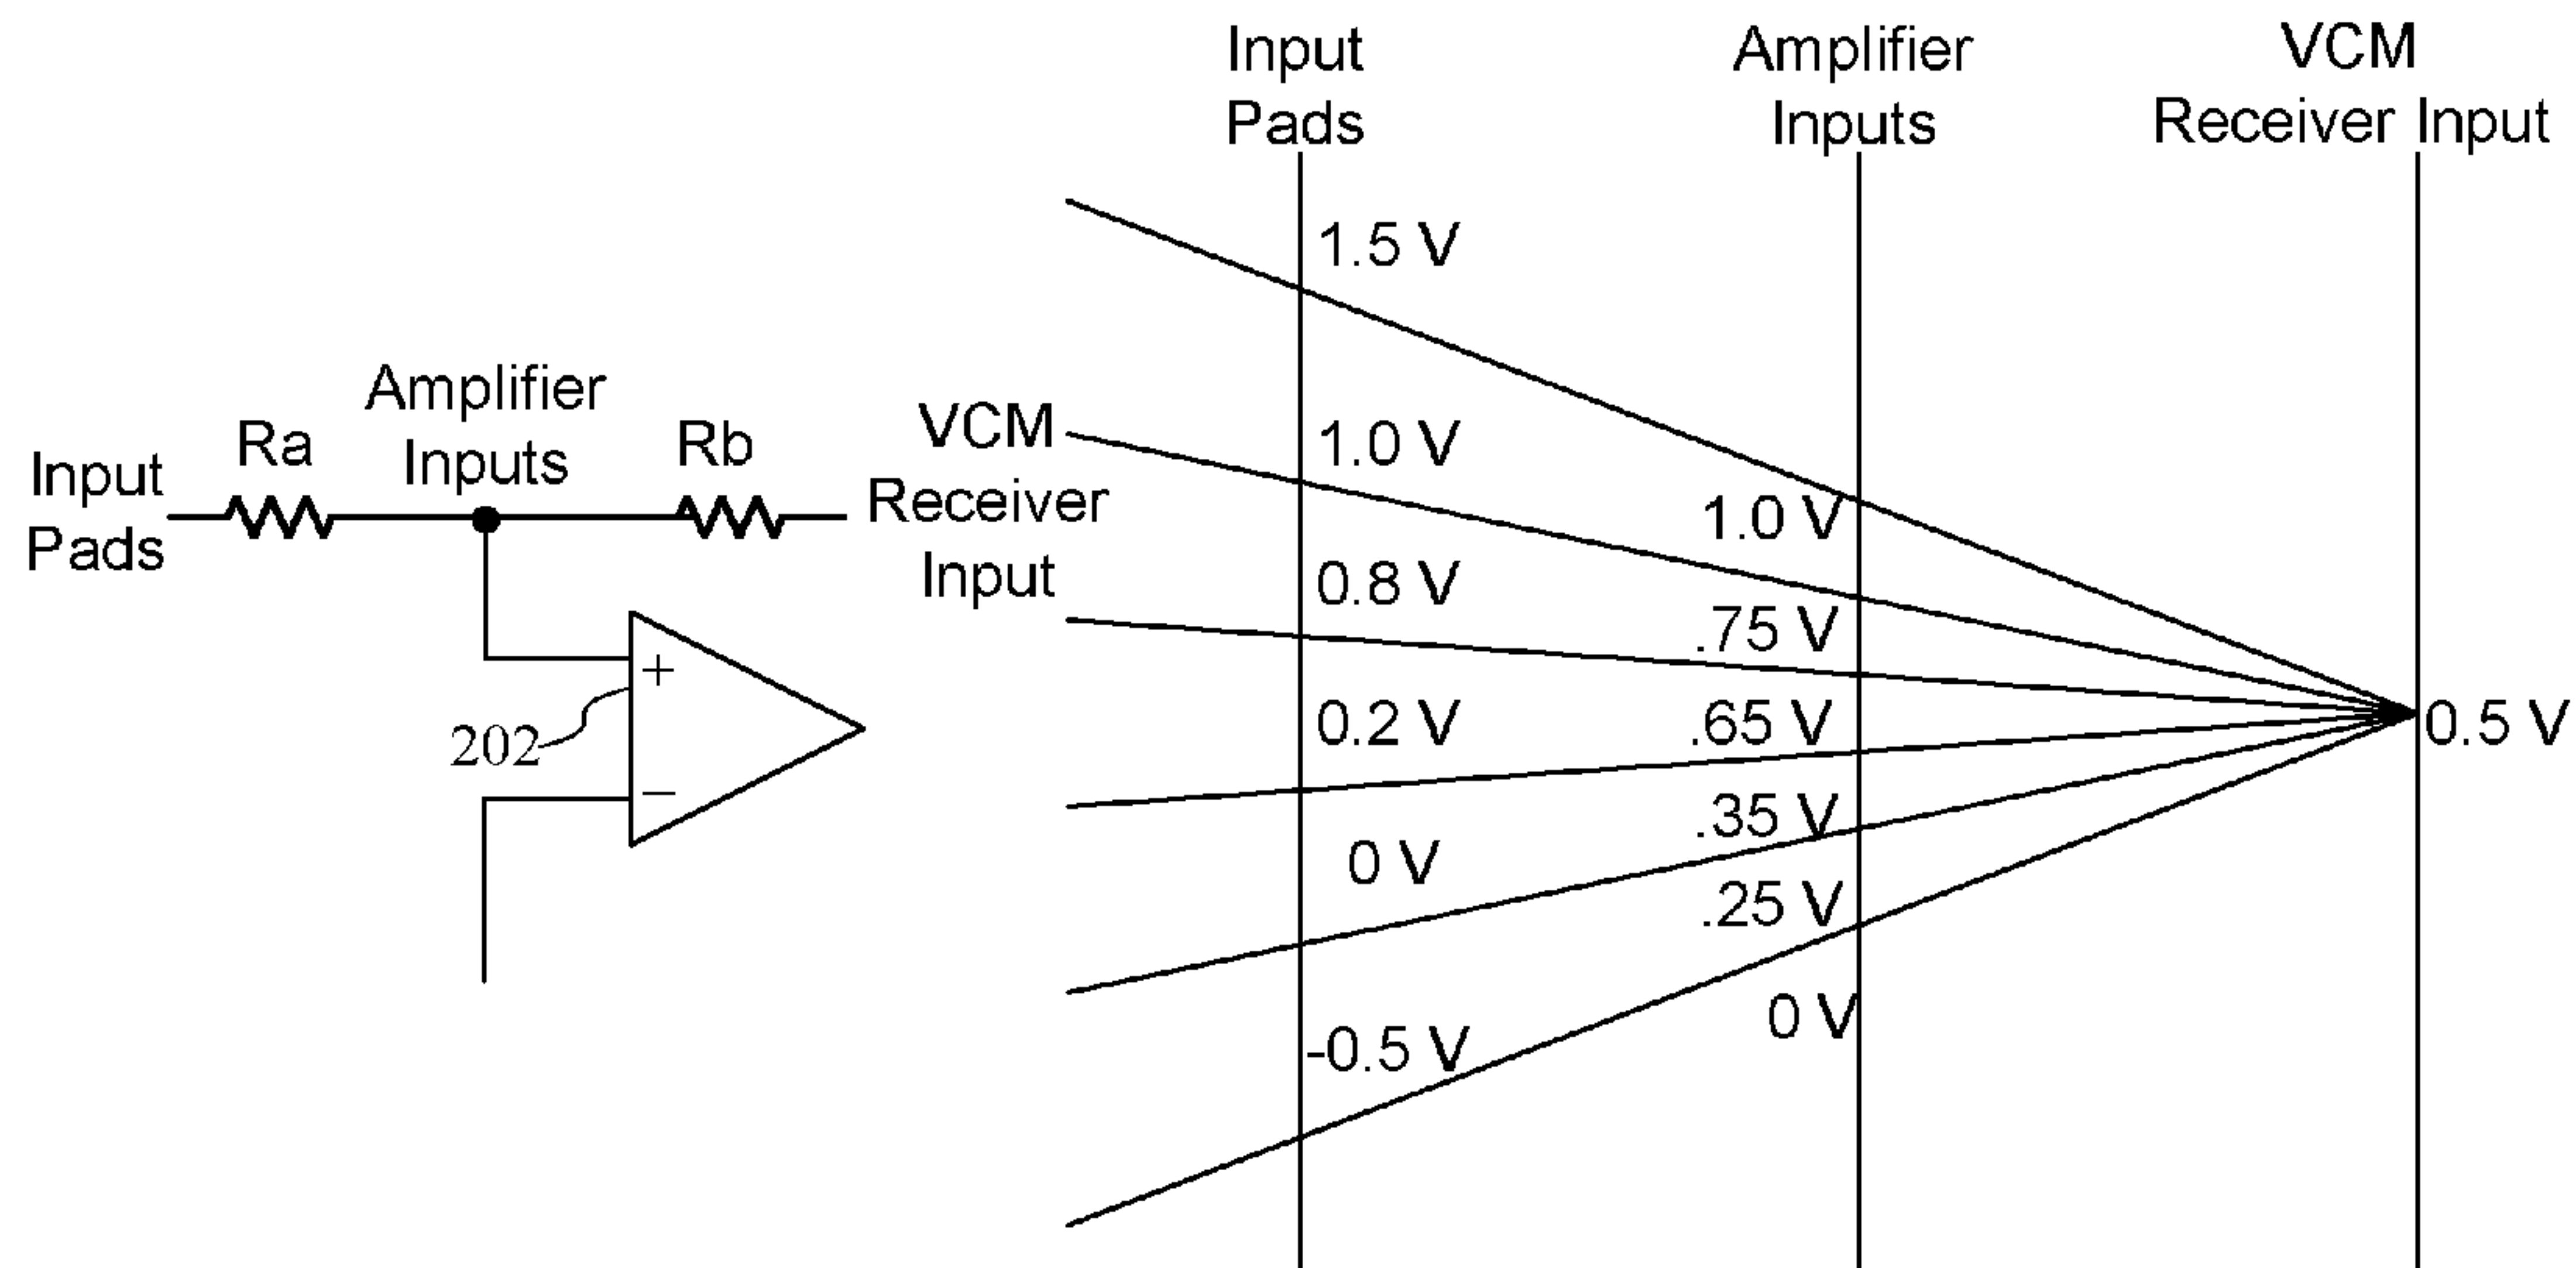 Input
Pads
Ra
Amplifier
Inputs
Rb
VCM
Receiver
Input
202
+
−
Input
Pads
Amplifier
Inputs
VCM
Receiver Input
1.5 V
1.0 V
0.8 V
0.2 V
0 V
-0.5 V
1.0 V
.75 V
.65 V
.35 V
.25 V
0 V
0.5 V